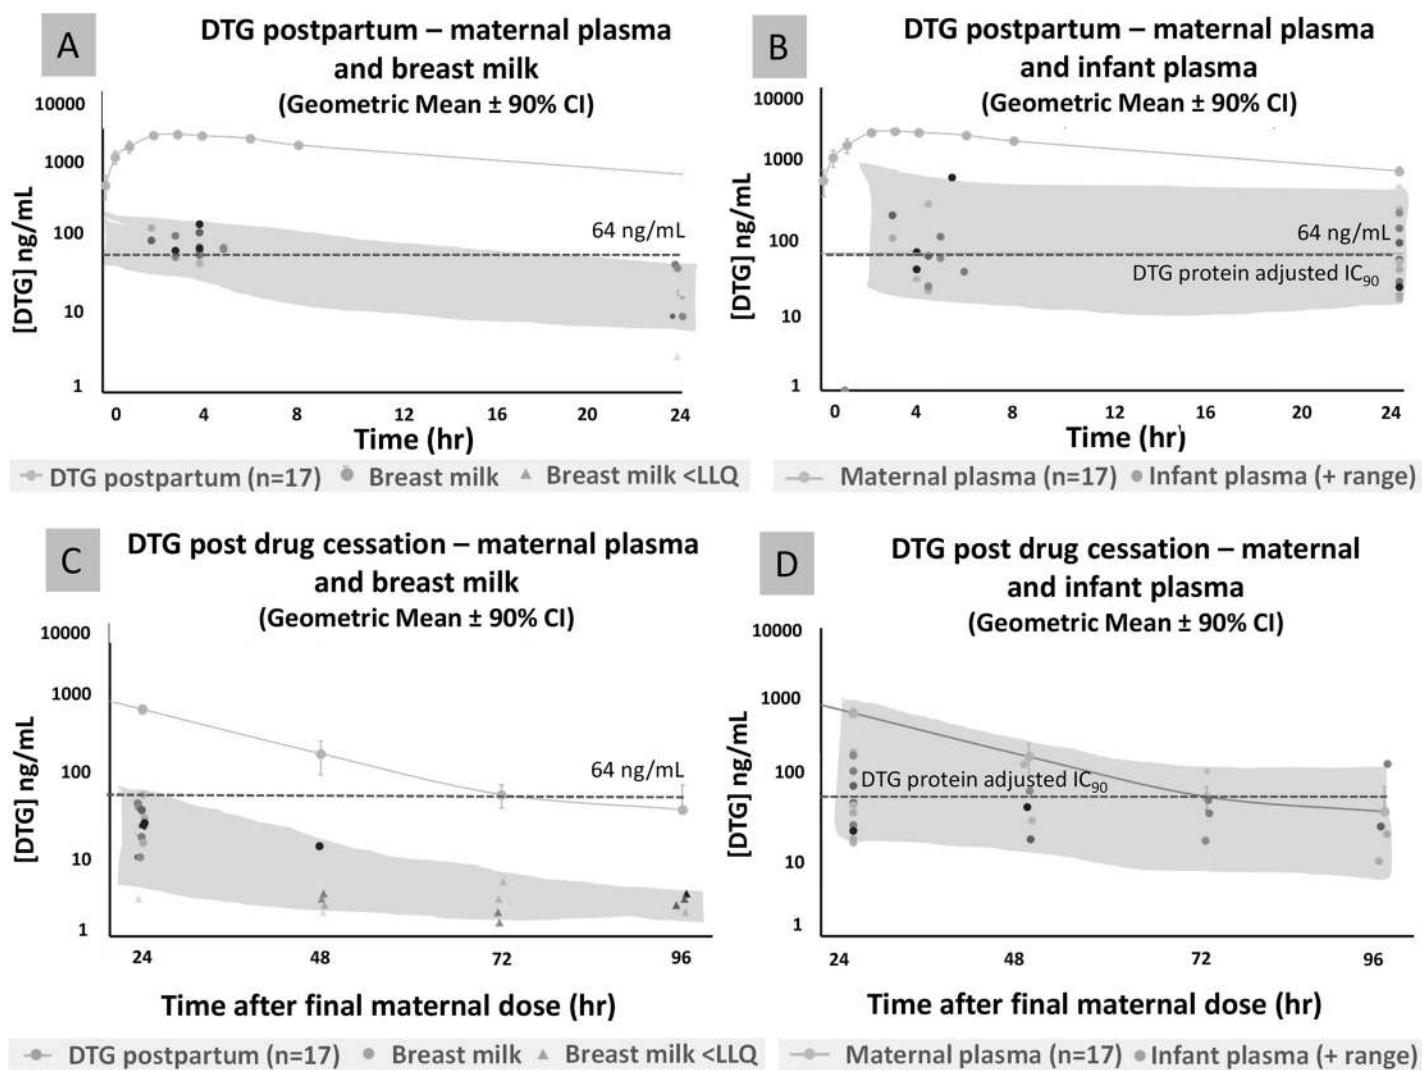 A
DTG postpartum – maternal plasma
and breast milk
(Geometric Mean ± 90% CI)
10000
1000
100
10
1
[DTG] ng/mL
64 ng/mL
0 4 8 12 16 20 24
Time (hr)
DTG postpartum (n=17) Breast milk Breast milk <LLQ
B
DTG postpartum – maternal plasma
and infant plasma
(Geometric Mean ± 90% CI)
10000
1000
100
10
1
[DTG] ng/mL
64 ng/mL
DTG protein adjusted IC90
0 4 8 12 16 20 24
Time (hr)
Maternal plasma (n=17) Infant plasma (+ range)
C
DTG post drug cessation – maternal plasma
and breast milk
(Geometric Mean ± 90% CI)
10000
1000
100
10
1
[DTG] ng/mL
64 ng/mL
24 48 72 96
Time after final maternal dose (hr)
DTG postpartum (n=17) Breast milk Breast milk <LLQ
D
DTG post drug cessation – maternal
and infant plasma
(Geometric Mean ± 90% CI)
10000
1000
100
10
1
[DTG] ng/mL
DTG protein adjusted IC90
24 48 72 96
Time after final maternal dose (hr)
Maternal plasma (n=17) Infant plasma (+ range)